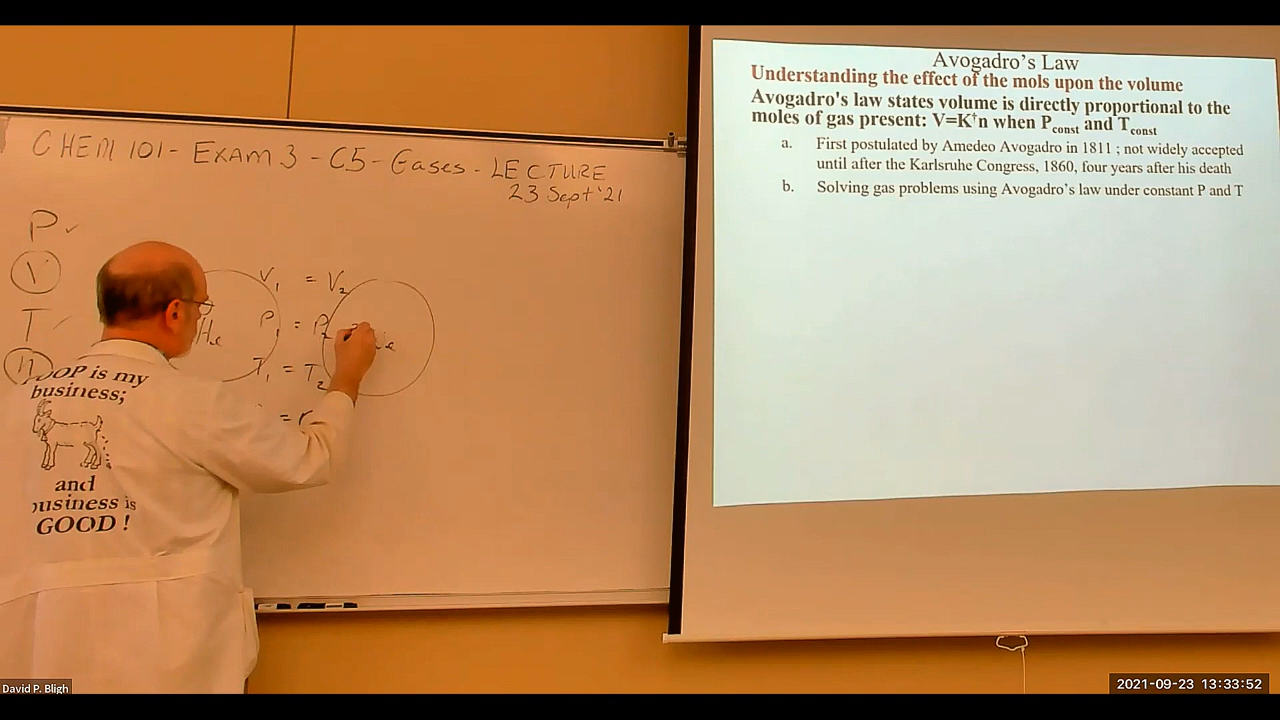 CHEM 101 - EXAM 3 - C5 - Gases - LECTURE
23 Sept '21
P ✓
V
T ✓
n
He
V₁ = V₂
P₁ = P₂
T₁ = T₂
=
POOP is my
business;
and
business is
GOOD !
Avogadro's Law
Understanding the effect of the mols upon the volume
Avogadro's law states volume is directly proportional to the
moles of gas present: V=K†n when Pconst and Tconst
a. First postulated by Amedeo Avogadro in 1811 ; not widely accepted
until after the Karlsruhe Congress, 1860, four years after his death
b. Solving gas problems using Avogadro's law under constant P and T
David P. Bligh
2021-09-23 13:33:52